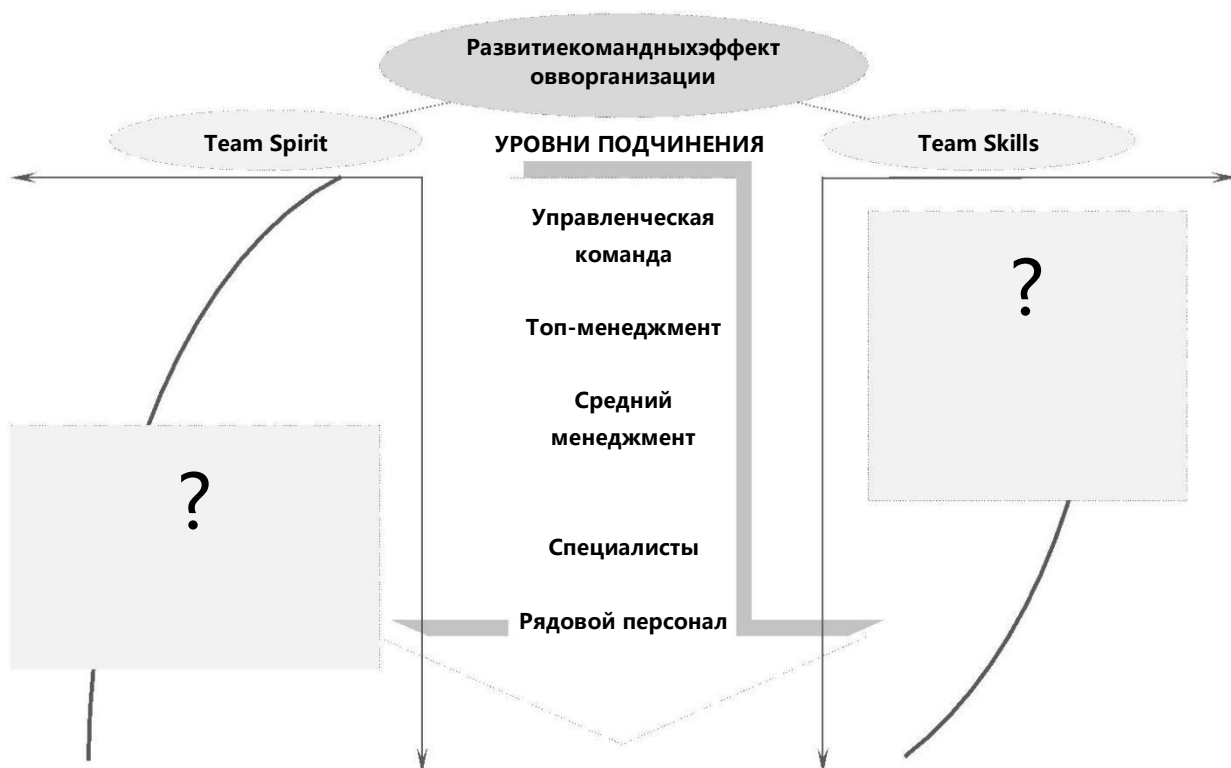 Развитиекомандныхэффект
овворганизации
Team Spirit
УРОВНИ ПОДЧИНЕНИЯ
Team Skills
Управленческая
команда
?
Топ-менеджмент
Средний
менеджмент
?
Специалисты
Рядовой персонал